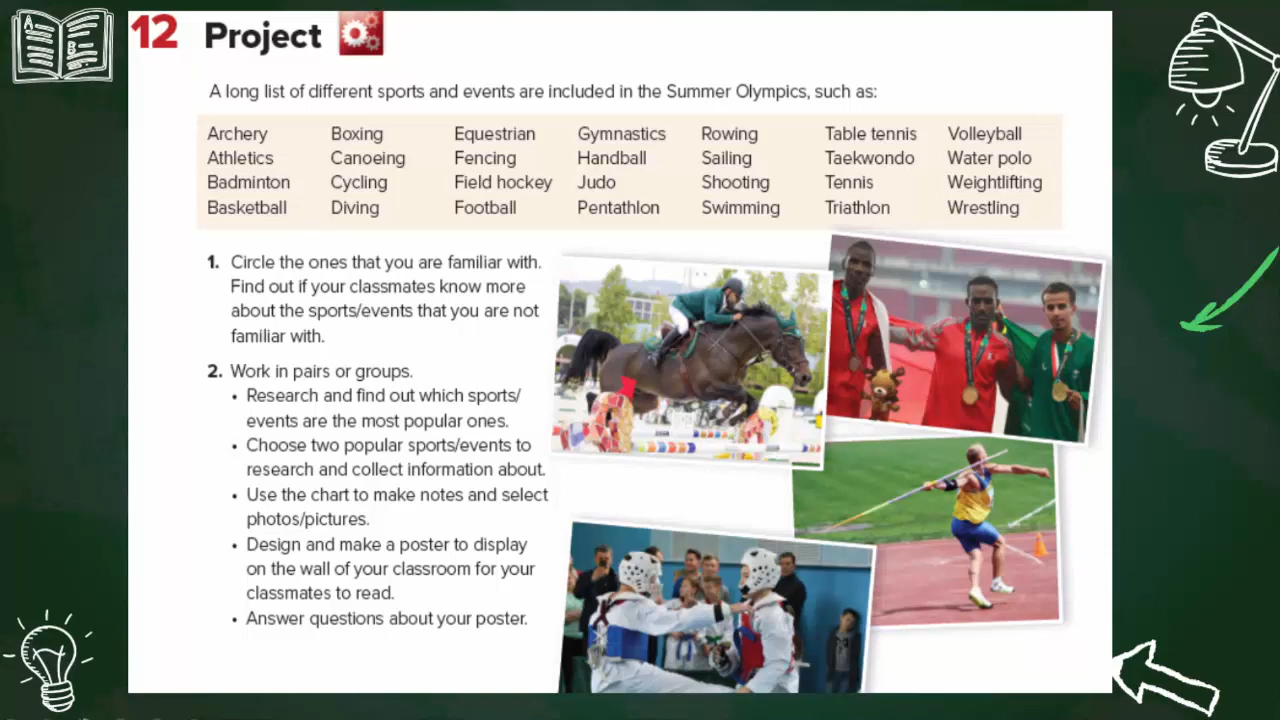 12 Project
A long list of different sports and events are included in the Summer Olympics, such as:
Archery Boxing Equestrian Gymnastics Rowing Table tennis Volleyball
Athletics Canoeing Fencing Handball Sailing Taekwondo Water polo
Badminton Cycling Field hockey Judo Shooting Tennis Weightlifting
Basketball Diving Football Pentathlon Swimming Triathlon Wrestling
1. Circle the ones that you are familiar with.
Find out if your classmates know more
about the sports/events that you are not
familiar with.
2. Work in pairs or groups.
• Research and find out which sports/
events are the most popular ones.
• Choose two popular sports/events to
research and collect information about.
• Use the chart to make notes and select
photos/pictures.
• Design and make a poster to display
on the wall of your classroom for your
classmates to read.
• Answer questions about your poster.